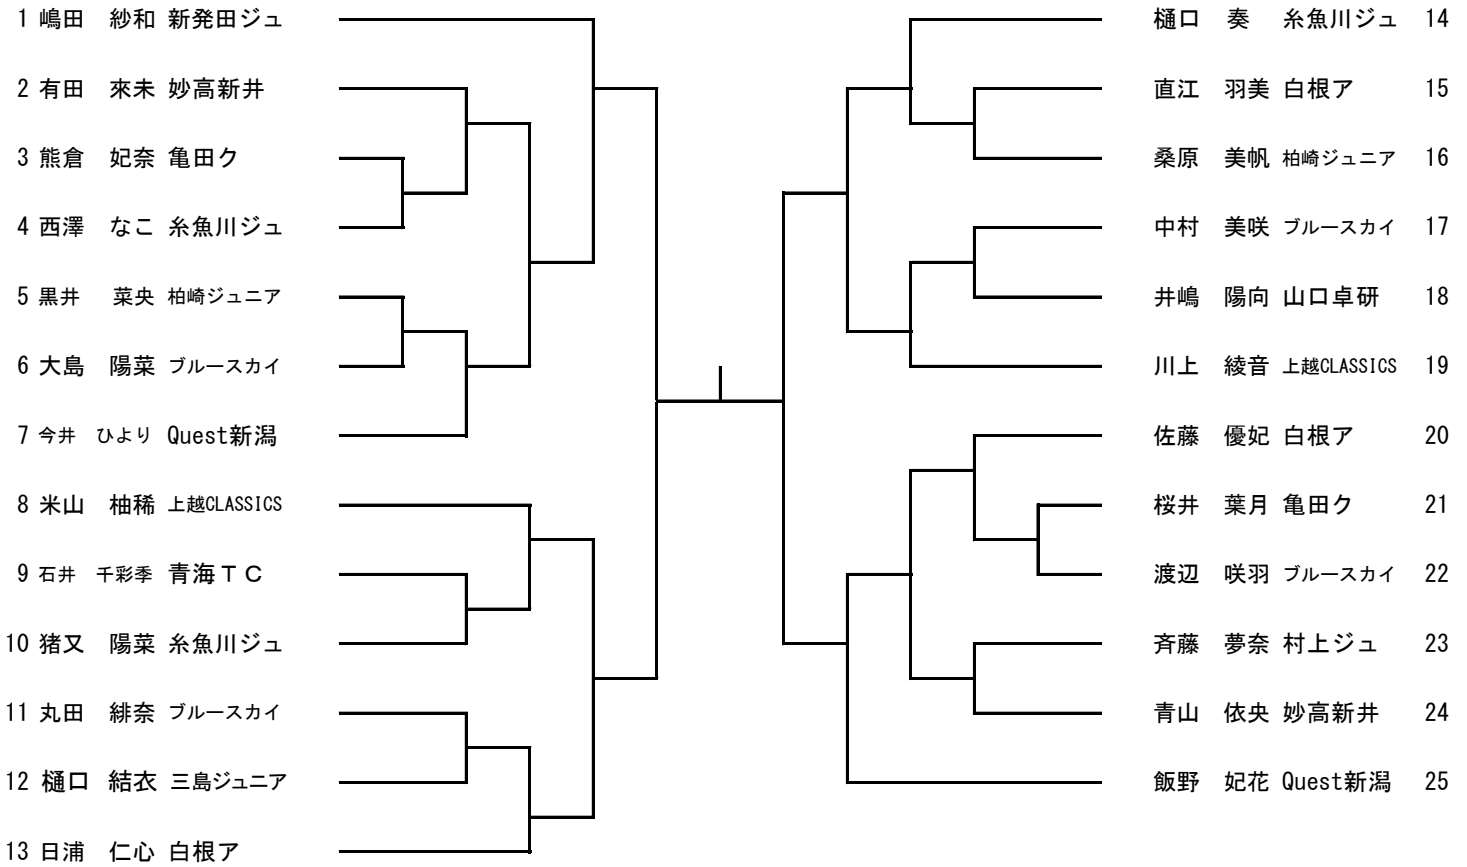 1 嶋田 紗和 新発田ジュ
2 有田 來未 妙高新井
3 熊倉 妃奈 亀田ク
4 西澤 なこ 糸魚川ジュ
5 黒井 菜央 柏崎ジュニア
6 大島 陽菜 ブルースカイ
7 今井 ひより Quest新潟
8 米山 柚稀 上越CLASSICS
9 石井 千彩季 青海ＴＣ
10 猪又 陽菜 糸魚川ジュ
11 丸田 緋奈 ブルースカイ
12 樋口 結衣 三島ジュニア
13 日浦 仁心 白根ア
樋口 奏 糸魚川ジュ 14
直江 羽美 白根ア 15
桑原 美帆 柏崎ジュニア 16
中村 美咲 ブルースカイ 17
井嶋 陽向 山口卓研 18
川上 綾音 上越CLASSICS 19
佐藤 優妃 白根ア 20
桜井 葉月 亀田ク 21
渡辺 咲羽 ブルースカイ 22
斉藤 夢奈 村上ジュ 23
青山 依央 妙高新井 24
飯野 妃花 Quest新潟 25